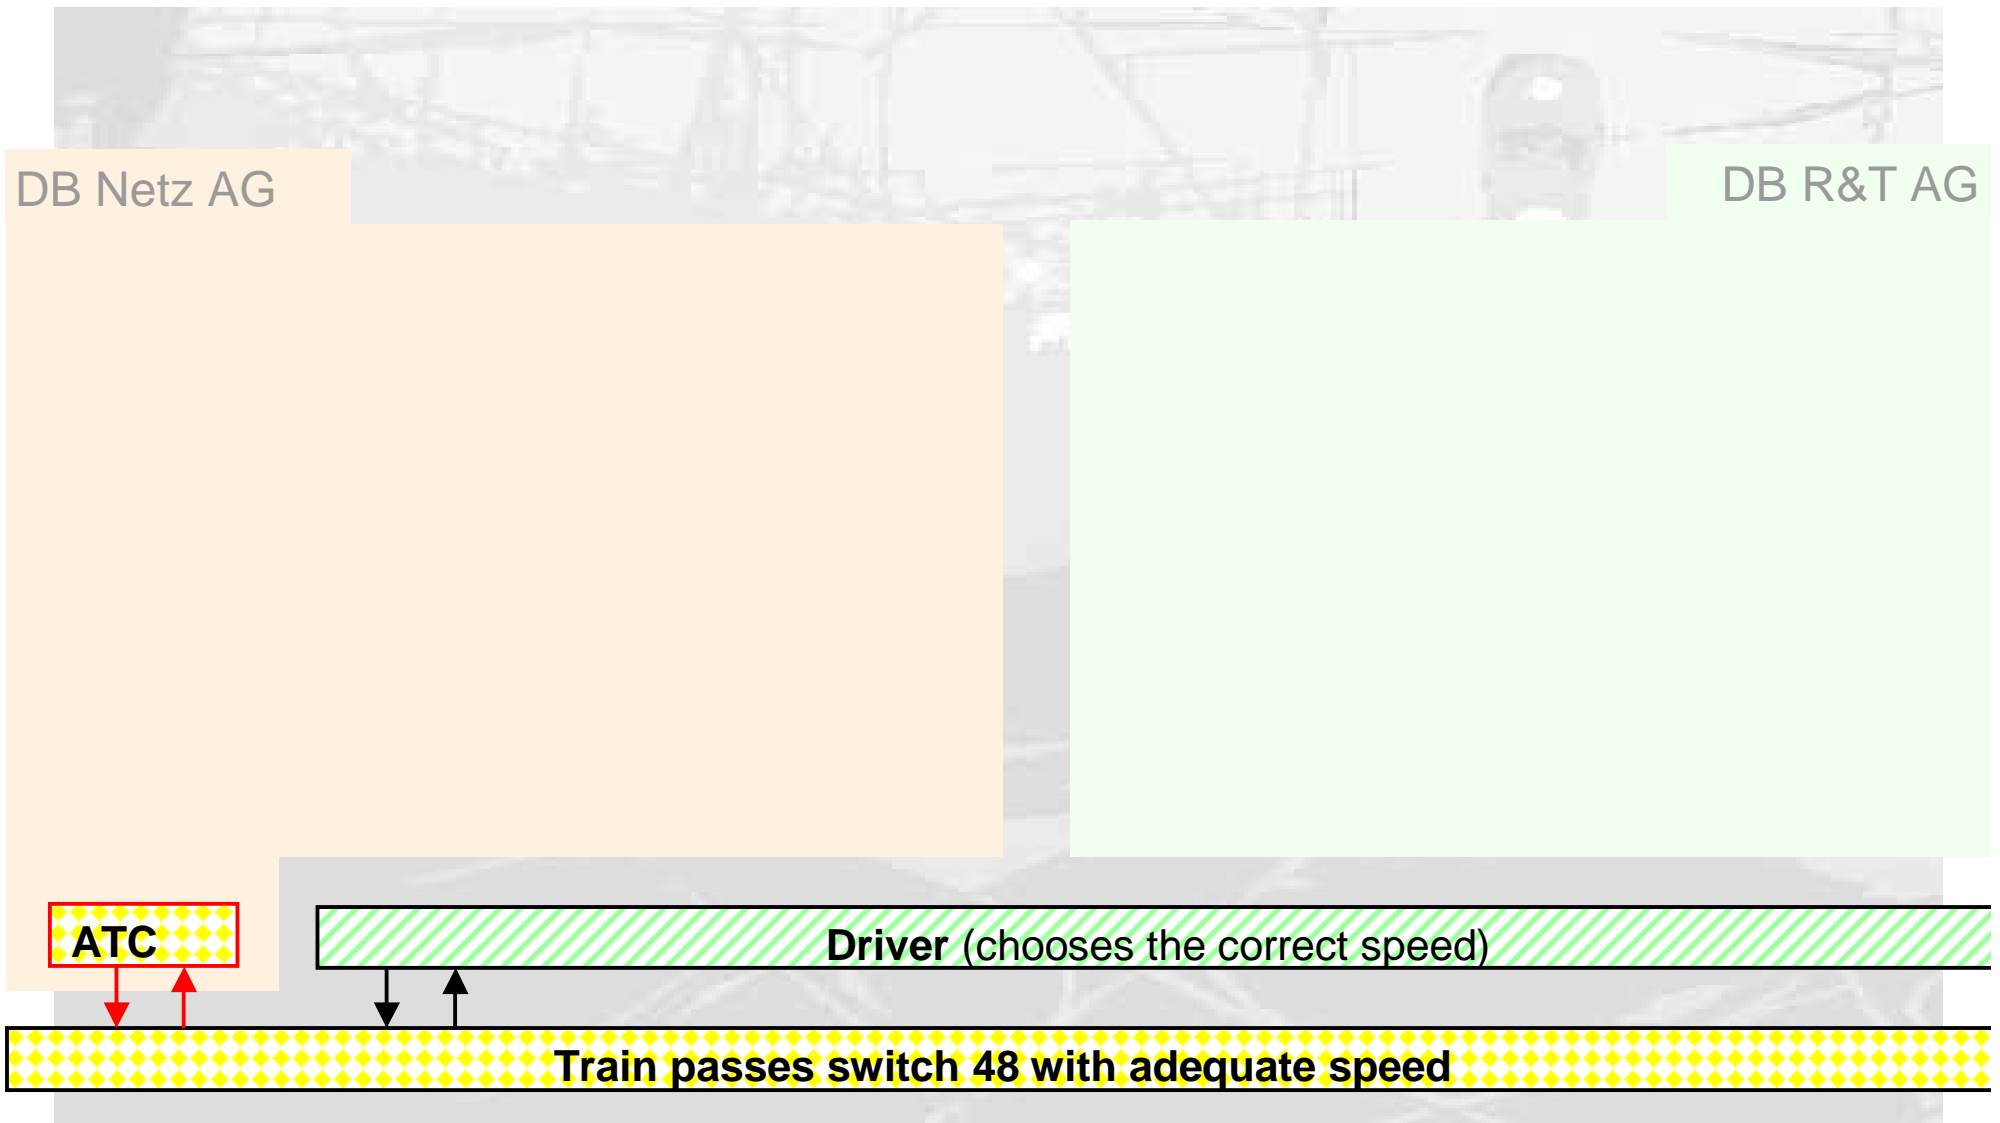 DB Netz AG
DB R&T AG
ATC
Driver (chooses the correct speed)
Train passes switch 48 with adequate speed